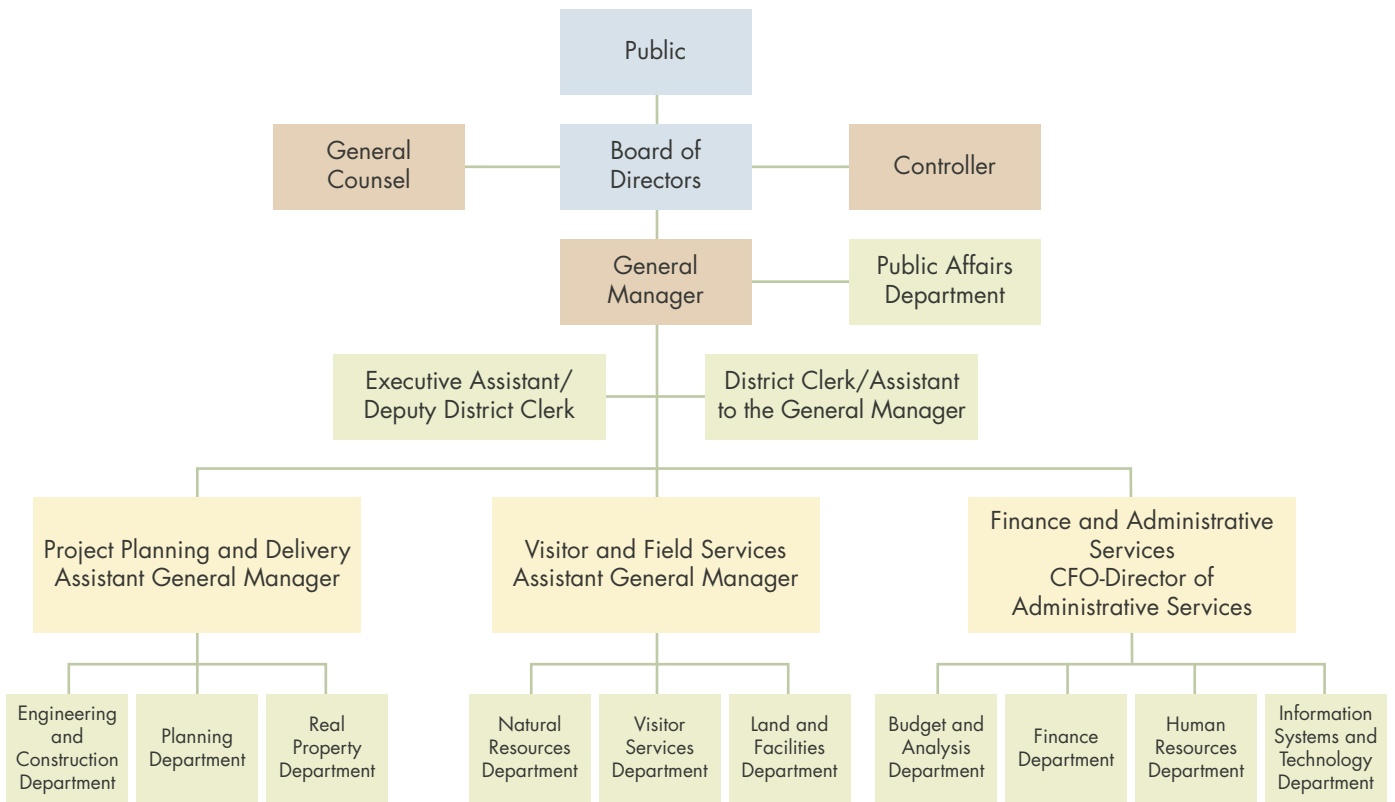 Public
General
Counsel
Board of
Directors
Controller
General
Manager
Public Affairs
Department
Executive Assistant/
Deputy District Clerk
District Clerk/Assistant
to the General Manager
Project Planning and Delivery
Assistant General Manager
Visitor and Field Services
Assistant General Manager
Finance and Administrative
Services
CFO-Director of
Administrative Services
Engineering
and
Construction
Department
Planning
Department
Real
Property
Department
Natural
Resources
Department
Visitor
Services
Department
Land and
Facilities
Department
Budget and
Analysis
Department
Finance
Department
Human
Resources
Department
Information
Systems and
Technology
Department